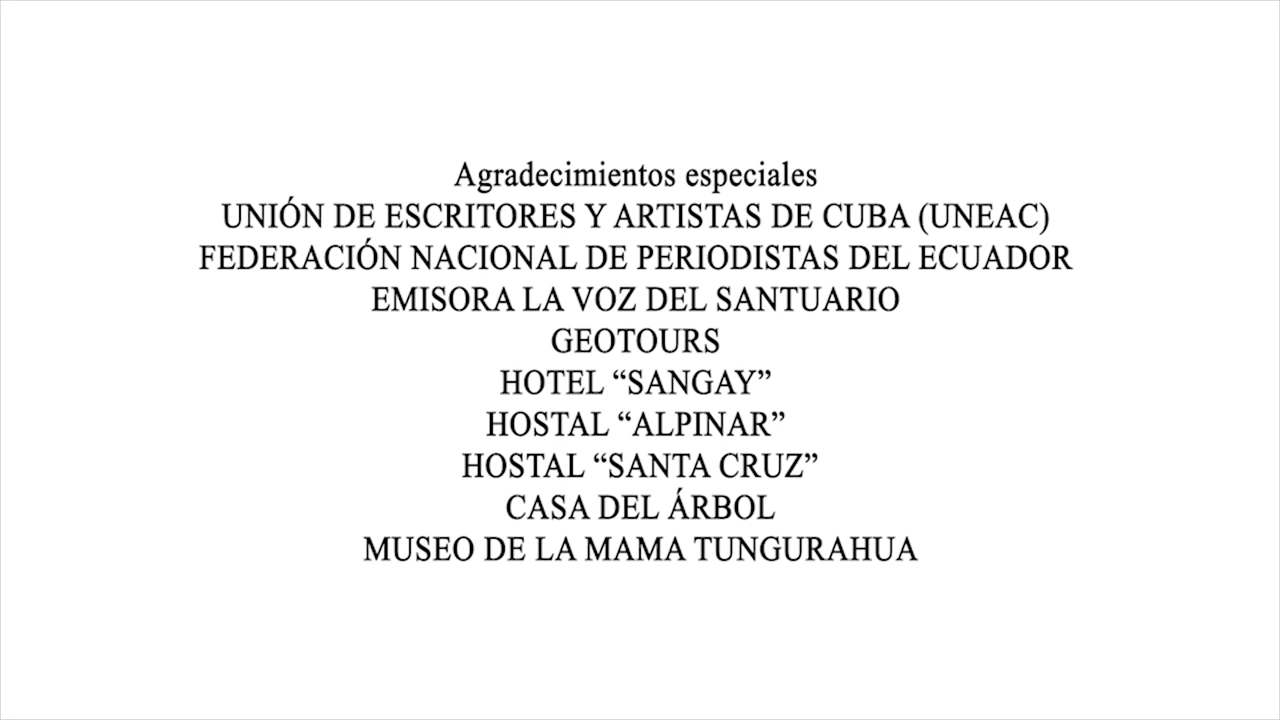 Agradecimientos especiales
UNIÓN DE ESCRITORES Y ARTISTAS DE CUBA (UNEAC)
FEDERACIÓN NACIONAL DE PERIODISTAS DEL ECUADOR
EMISORA LA VOZ DEL SANTUARIO
GEOTOURS
HOTEL “SANGAY”
HOSTAL “ALPINAR”
HOSTAL “SANTA CRUZ”
CASA DEL ÁRBOL
MUSEO DE LA MAMA TUNGURAHUA